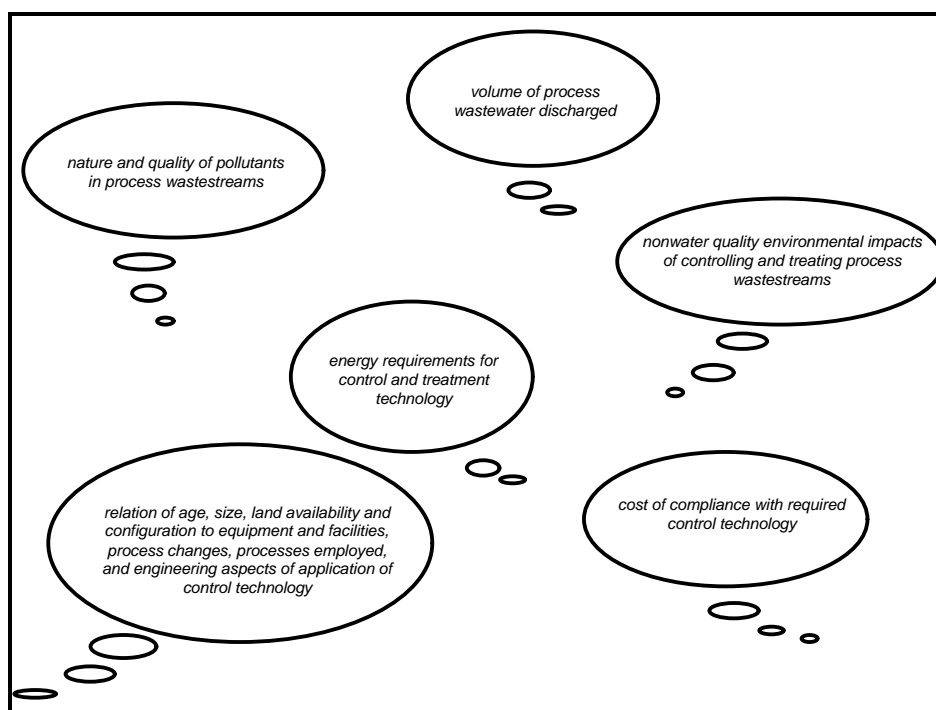 volume of process
wastewater discharged
nature and quality of pollutants
in process wastestreams
nonwater quality environmental impacts
of controlling and treating process
wastestreams
energy requirements for
control and treatment
technology
relation of age, size, land availability and
configuration to equipment and facilities,
process changes, processes employed,
and engineering aspects of application of
control technology
cost of compliance with required
control technology